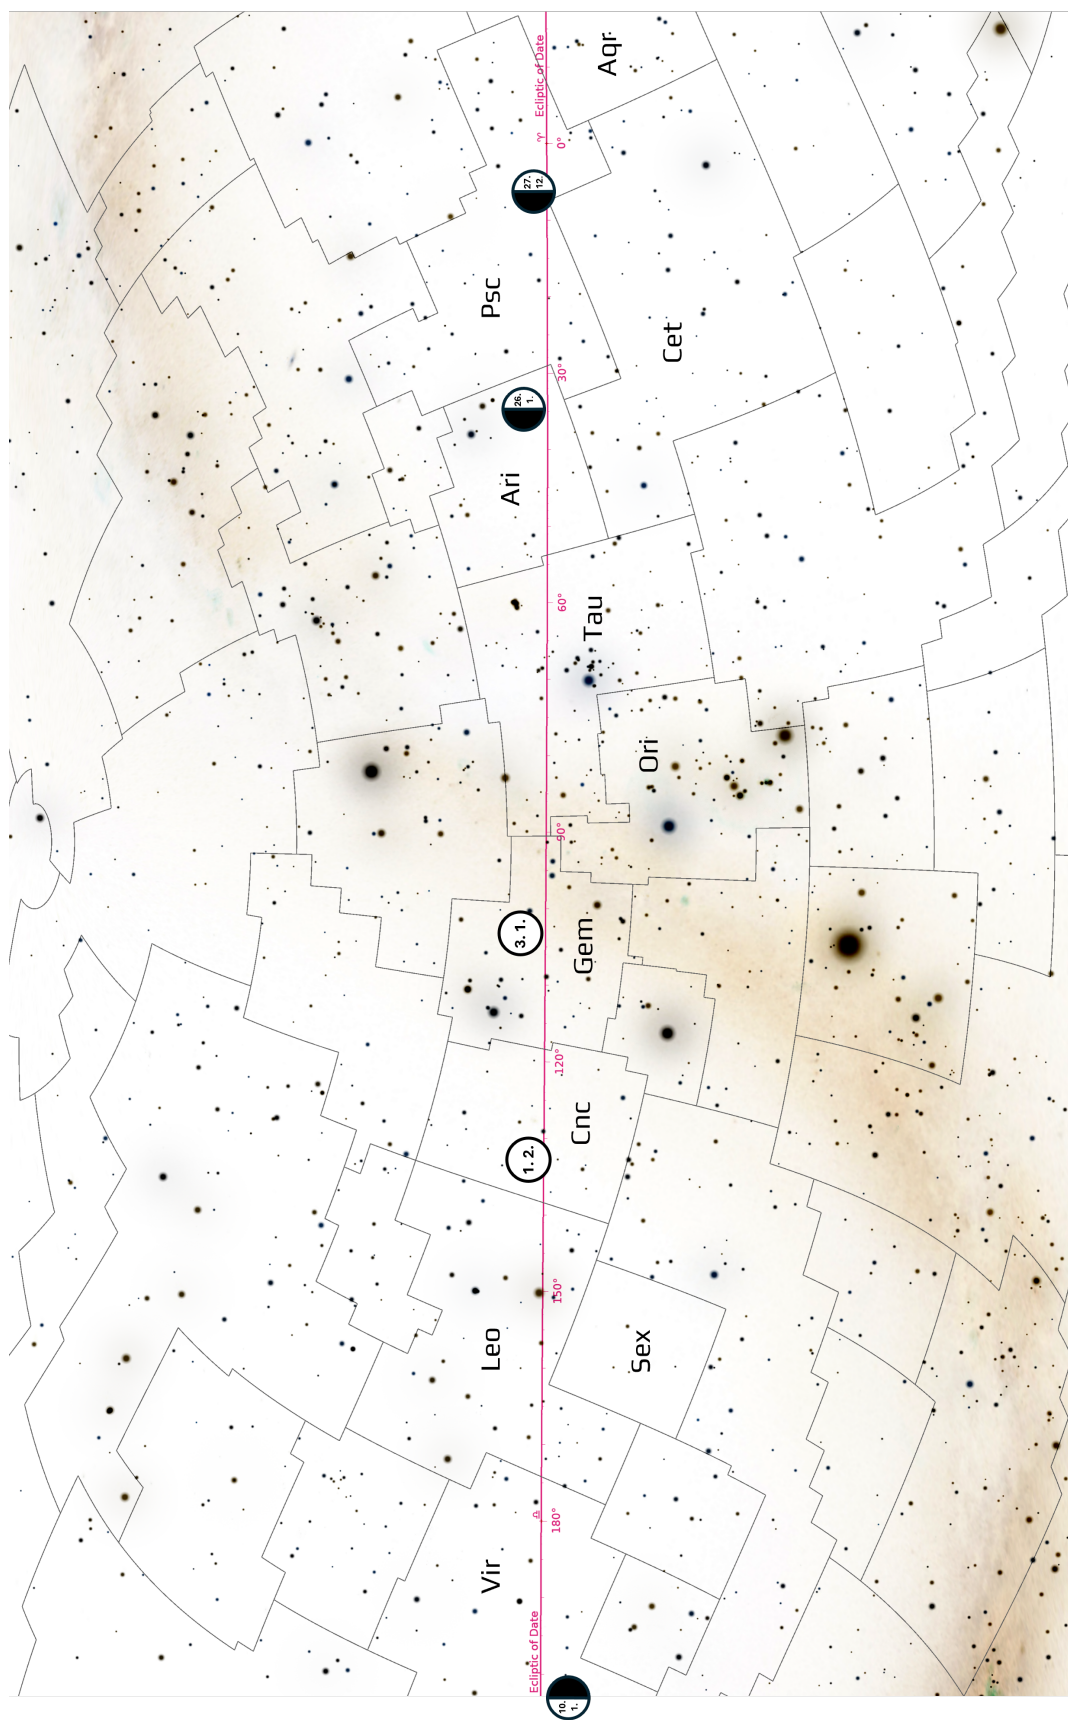 Aqr
Ecliptic of Date
♈
0°
27.
12.
Psc
Cet
30°
26.
1.
Ari
60°
Tau
Ori
90°
3. 1.
Gem
120°
Cnc
1. 2.
150°
Leo
Sex
♎
180°
Vir
Ecliptic of Date
10.
1.